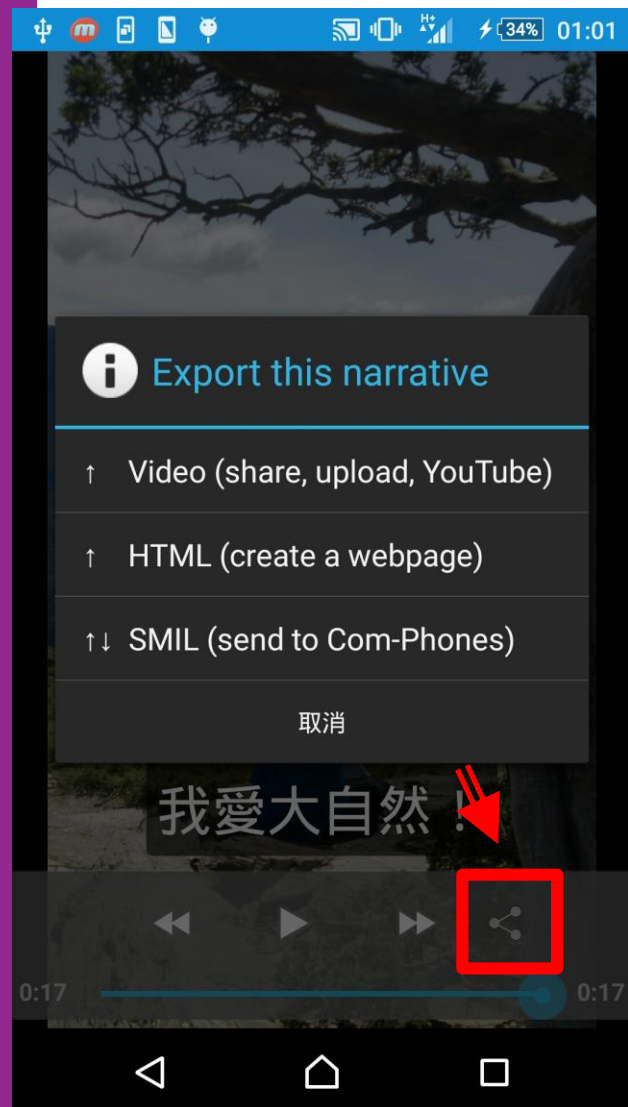 34% 01:01
Export this narrative
↑ Video (share, upload, YouTube)
↑ HTML (create a webpage)
↑↓ SMIL (send to Com-Phones)
取消
我愛大自然！
0:17 0:17